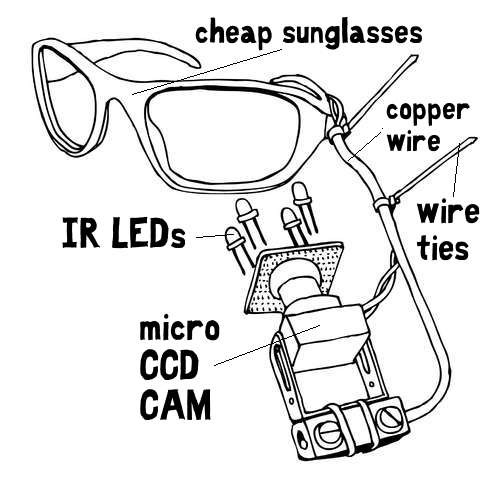 cheap sunglasses
copper
wire
wire
ties
IR LEDs
micro
CCD
CAM